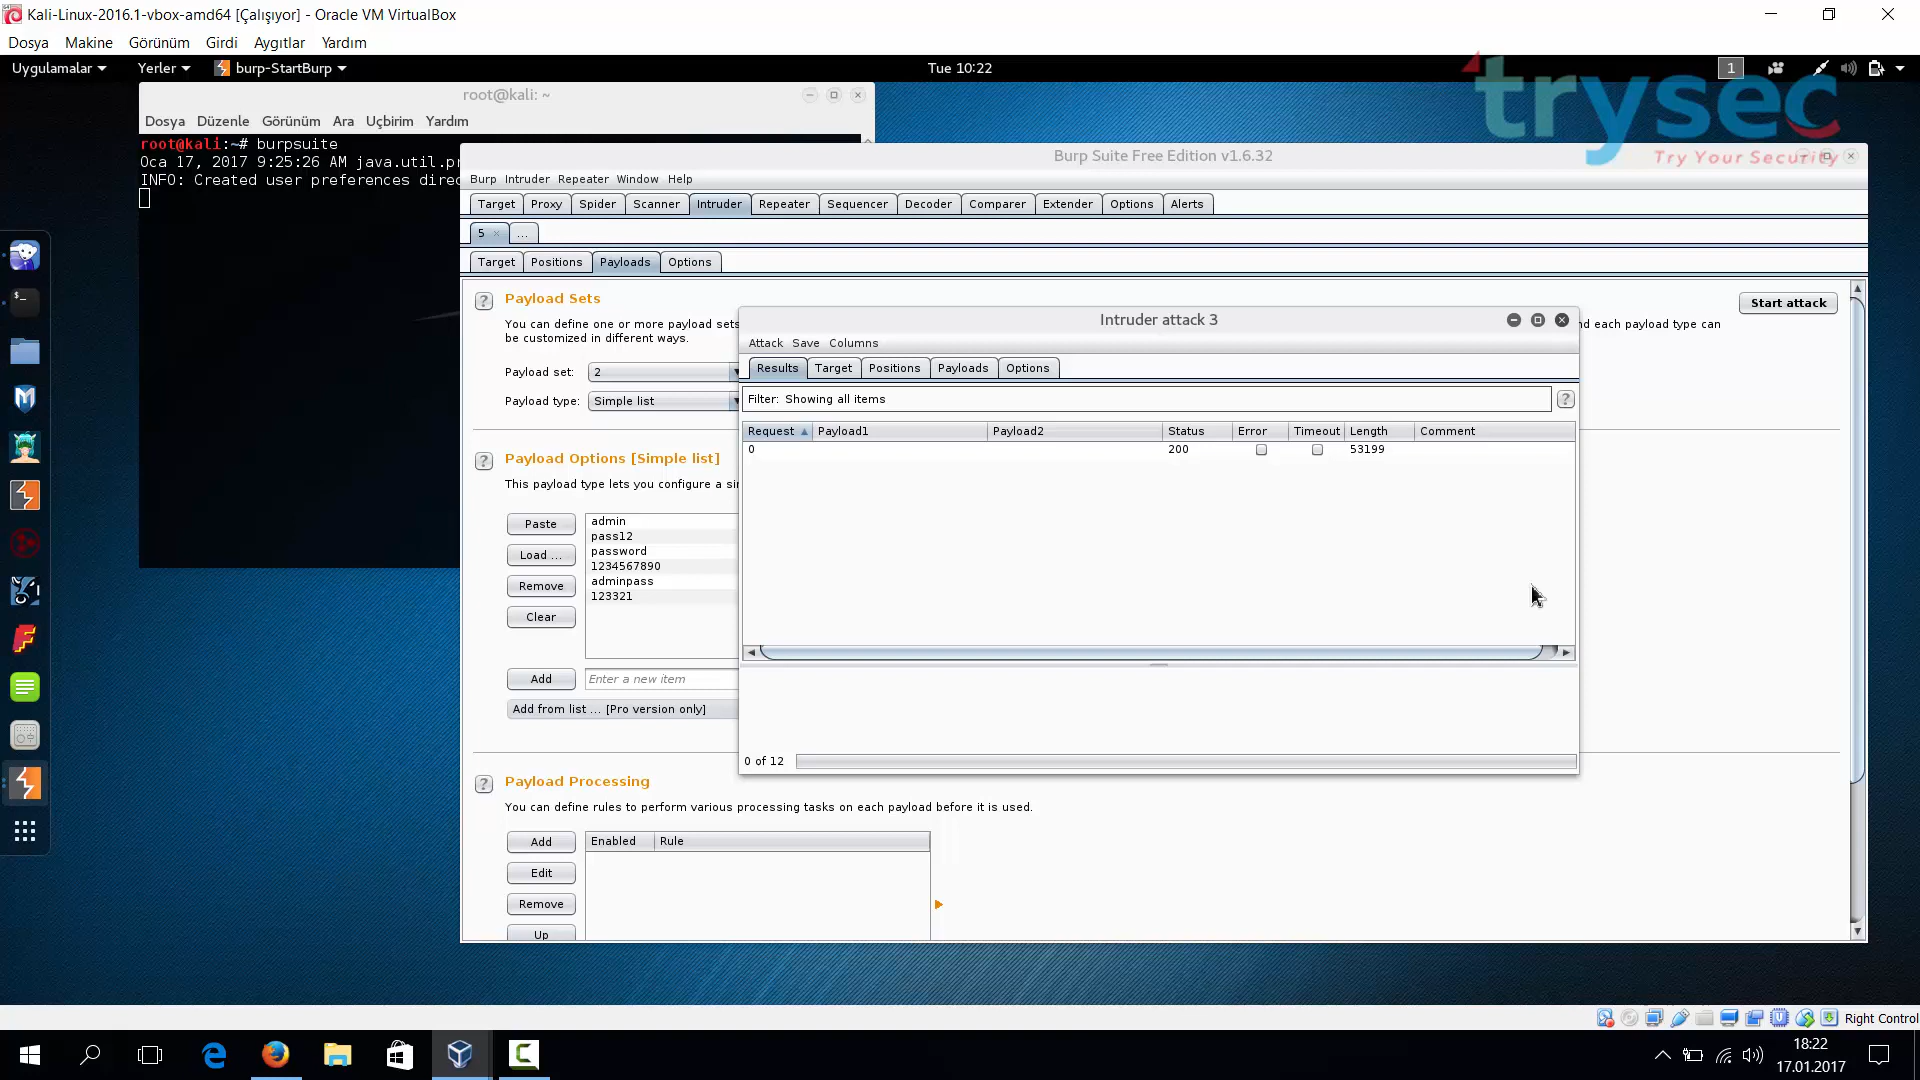 Kali-Linux-2016.1-vbox-amd64 [Çalışıyor] - Oracle VM VirtualBox
Dosya Makine Görünüm Girdi Aygıtlar Yardım
Uygulamalar Yerler burp-StartBurp Tue 10:22 1
trysec
Try Your Security
root@kali: ~
Dosya Düzenle Görünüm Ara Uçbirim Yardım
root@kali:~# burpsuite
Oca 17, 2017 9:25:26 AM java.util.pr
INFO: Created user preferences direc
Burp Suite Free Edition v1.6.32
Burp Intruder Repeater Window Help
Target Proxy Spider Scanner Intruder Repeater Sequencer Decoder Comparer Extender Options Alerts
5 × ...
Target Positions Payloads Options
? Payload Sets
Start attack
You can define one or more payload sets
nd each payload type can
be customized in different ways.
Payload set: 2
Payload type: Simple list
? Payload Options [Simple list]
This payload type lets you configure a si
Paste
Load ...
Remove
Clear
admin
pass12
password
1234567890
adminpass
123321
Add Enter a new item
Add from list ... [Pro version only]
? Payload Processing
You can define rules to perform various processing tasks on each payload before it is used.
Add
Edit
Remove
Up
Enabled Rule
Intruder attack 3
Attack Save Columns
Results Target Positions Payloads Options
Filter: Showing all items ?
Request Payload1 Payload2 Status Error Timeout Length Comment
0 200 53199
0 of 12
Right Control
18:22
17.01.2017